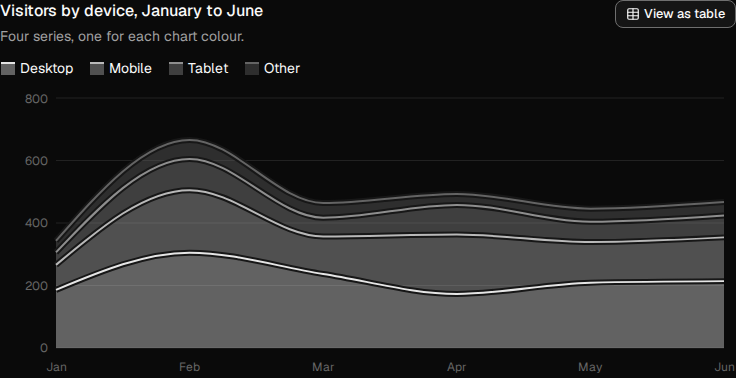 Visitors by device, January to June
View as table
Four series, one for each chart colour.
Desktop Mobile Tablet Other
800
600
400
200
0
Jan Feb Mar Apr May Jun